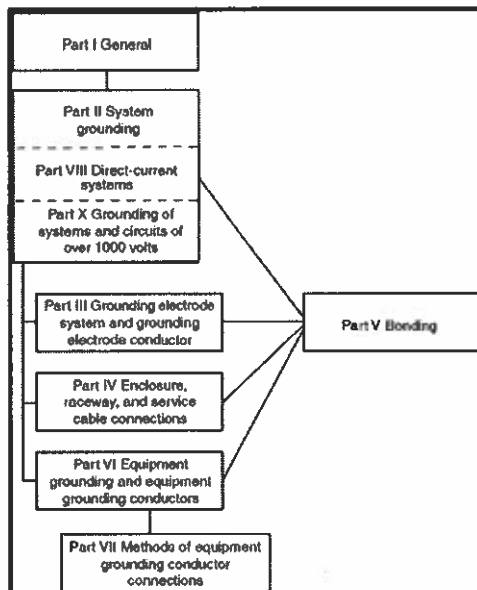 Part I General
Part II System
grounding
Part VIII Direct-current
systems
Part X Grounding of
systems and circuits of
over 1000 volts
Part III Grounding electrode
system and grounding
electrode conductor
Part V Bonding
Part IV Enclosure,
raceway, and service
cable connections
Part VI Equipment
grounding and equipment
grounding conductors
Part VII Methods of equipment
grounding conductor
connections